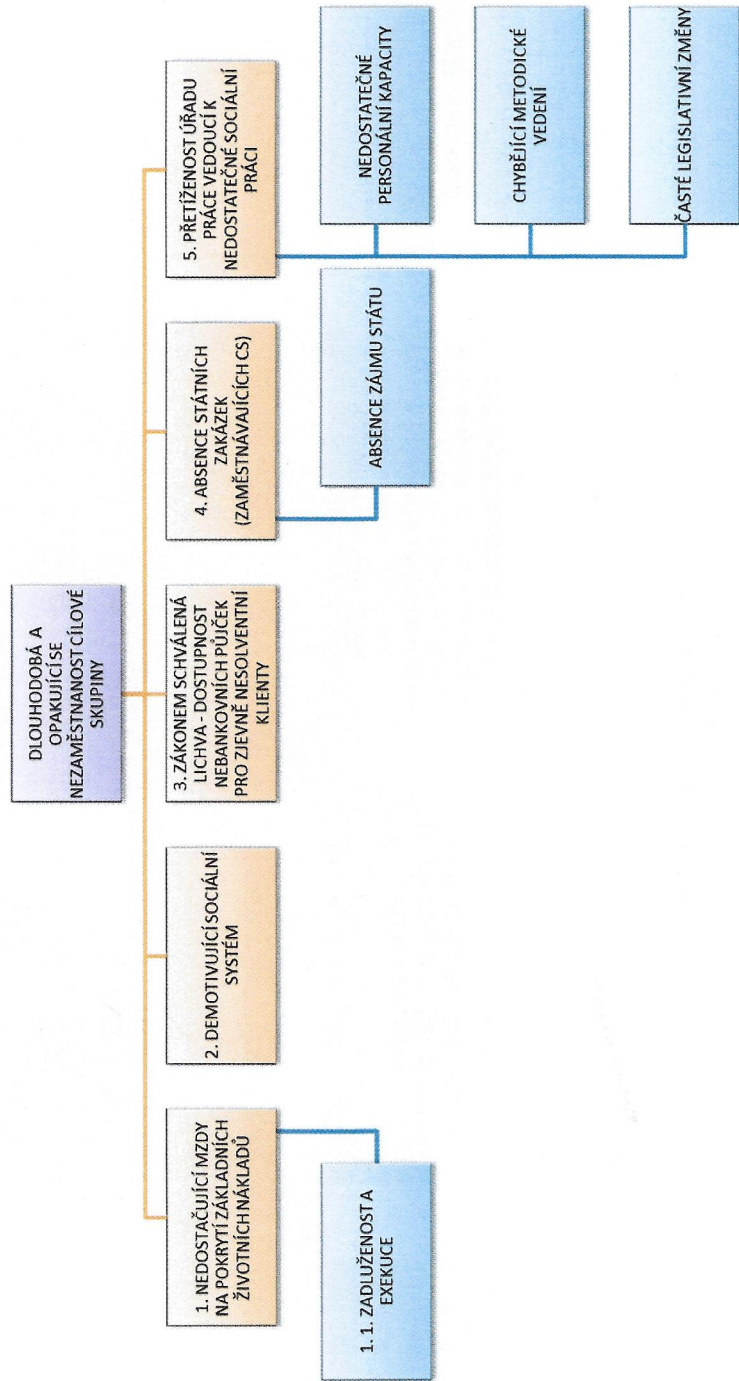 DLOUHODOBÁ A
OPAKUJÍCÍ SE
NEZAMĚSTNANOST CÍLOVÉ
SKUPINY
1. NEDOSTAČUJÍCÍ MZDY
NA POKRYTÍ ZÁKLADNÍCH
ŽIVOTNÍCH NÁKLADŮ
1. 1. ZADLUŽENOST A
EXEKUCE
2. DEMOTIVUJÍCÍ SOCIÁLNÍ
SYSTÉM
3. ZÁKONEM SCHVÁLENÁ
LICHVA - DOSTUPNOST
NEBANKOVNÍCH PŮJČEK
PRO ZJEVNĚ NESOLVENTNÍ
KLIENTY
4. ABSENCE STÁTNÍCH
ZAKÁZEK
(ZAMĚSTNÁVAJÍCÍCH CS)
ABSENCE ZÁJMU STÁTU
5. PŘETÍŽENOST ÚŘADU
PRÁCE VEDOUCÍ K
NEDOSTATEČNÉ SOCIÁLNÍ
PRÁCI
NEDOSTATEČNÉ
PERSONÁLNÍ KAPACITY
CHYBĚJÍCÍ METODICKÉ
VEDENÍ
ČASTÉ LEGISLATIVNÍ ZMĚNY